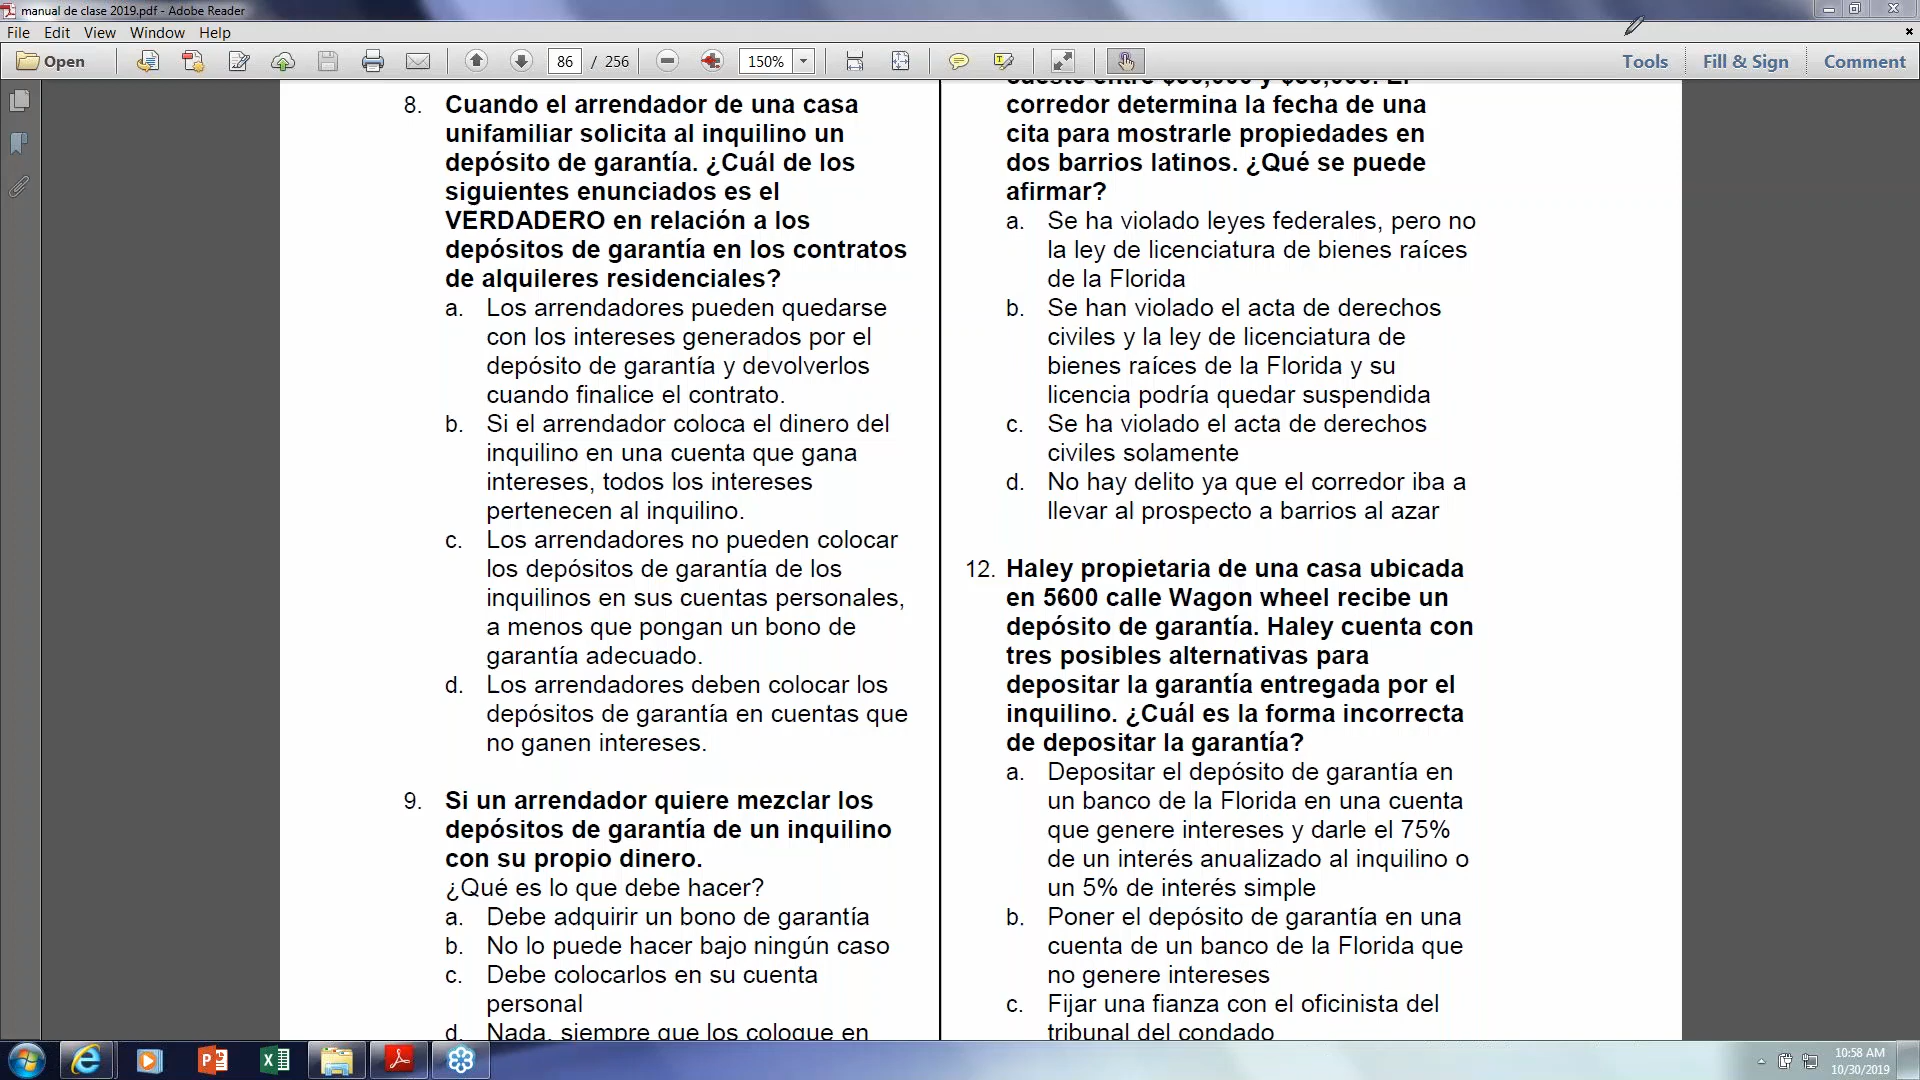 manual de clase 2019.pdf - Adobe Reader
File Edit View Window Help
Open 86 / 256 150% Tools Fill & Sign Comment
8. Cuando el arrendador de una casa
unifamiliar solicita al inquilino un
depósito de garantía. ¿Cuál de los
siguientes enunciados es el
VERDADERO en relación a los
depósitos de garantía en los contratos
de alquileres residenciales?
a. Los arrendadores pueden quedarse
con los intereses generados por el
depósito de garantía y devolverlos
cuando finalice el contrato.
b. Si el arrendador coloca el dinero del
inquilino en una cuenta que gana
intereses, todos los intereses
pertenecen al inquilino.
c. Los arrendadores no pueden colocar
los depósitos de garantía de los
inquilinos en sus cuentas personales,
a menos que pongan un bono de
garantía adecuado.
d. Los arrendadores deben colocar los
depósitos de garantía en cuentas que
no ganen intereses.
9. Si un arrendador quiere mezclar los
depósitos de garantía de un inquilino
con su propio dinero.
¿Qué es lo que debe hacer?
a. Debe adquirir un bono de garantía
b. No lo puede hacer bajo ningún caso
c. Debe colocarlos en su cuenta
personal
d. Nada, siempre que los coloque en
corredor determina la fecha de una
cita para mostrarle propiedades en
dos barrios latinos. ¿Qué se puede
afirmar?
a. Se ha violado leyes federales, pero no
la ley de licenciatura de bienes raíces
de la Florida
b. Se han violado el acta de derechos
civiles y la ley de licenciatura de
bienes raíces de la Florida y su
licencia podría quedar suspendida
c. Se ha violado el acta de derechos
civiles solamente
d. No hay delito ya que el corredor iba a
llevar al prospecto a barrios al azar
12. Haley propietaria de una casa ubicada
en 5600 calle Wagon wheel recibe un
depósito de garantía. Haley cuenta con
tres posibles alternativas para
depositar la garantía entregada por el
inquilino. ¿Cuál es la forma incorrecta
de depositar la garantía?
a. Depositar el depósito de garantía en
un banco de la Florida en una cuenta
que genere intereses y darle el 75%
de un interés anualizado al inquilino o
un 5% de interés simple
b. Poner el depósito de garantía en una
cuenta de un banco de la Florida que
no genere intereses
c. Fijar una fianza con el oficinista del
tribunal del condado
10:58 AM
10/30/2019